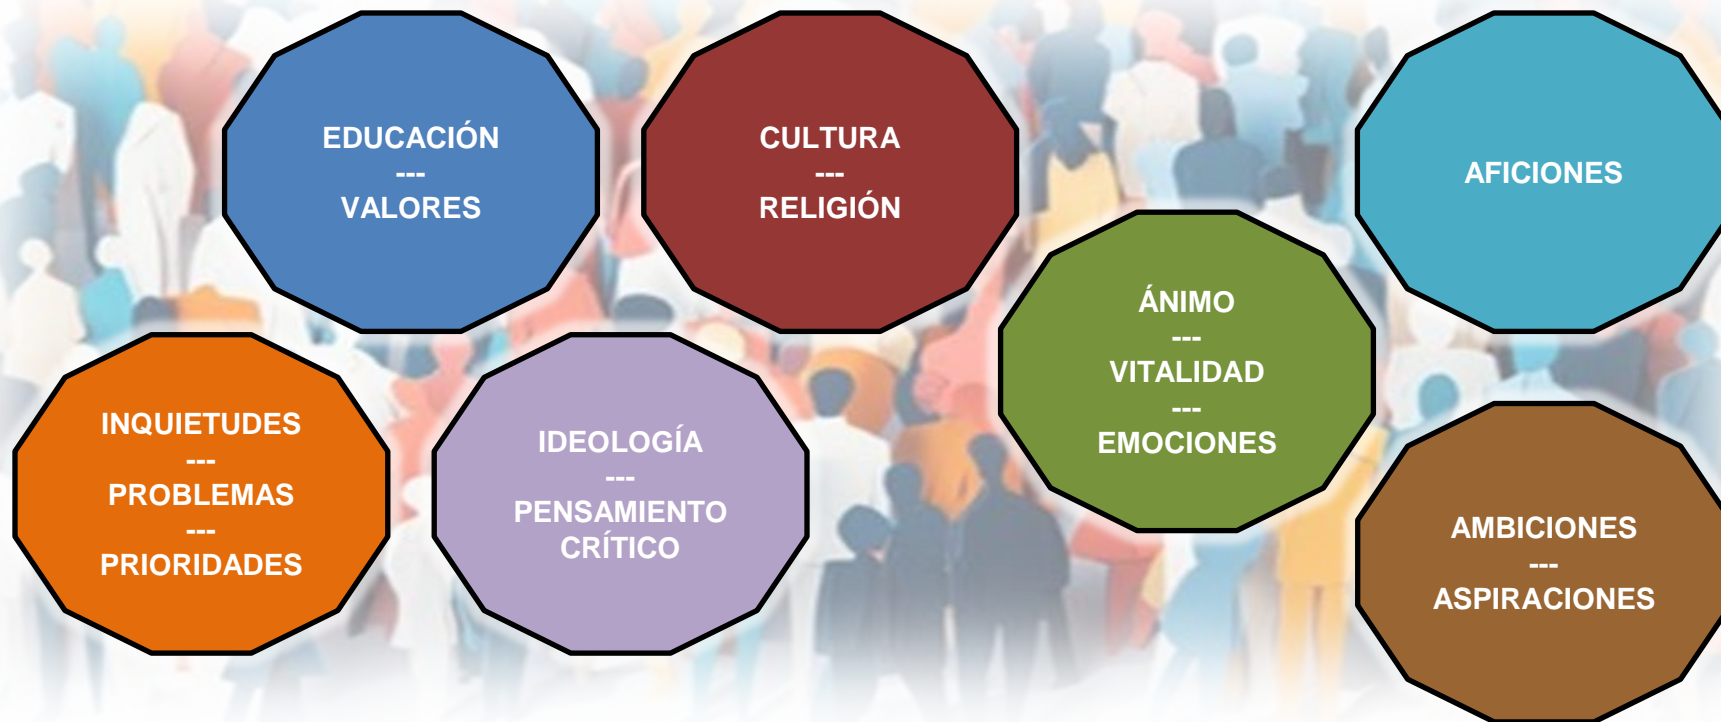 EDUCACIÓN
---
VALORES
CULTURA
---
RELIGIÓN
AFICIONES
ÁNIMO
---
VITALIDAD
---
EMOCIONES
INQUIETUDES
---
PROBLEMAS
---
PRIORIDADES
IDEOLOGÍA
---
PENSAMIENTO
CRÍTICO
AMBICIONES
---
ASPIRACIONES